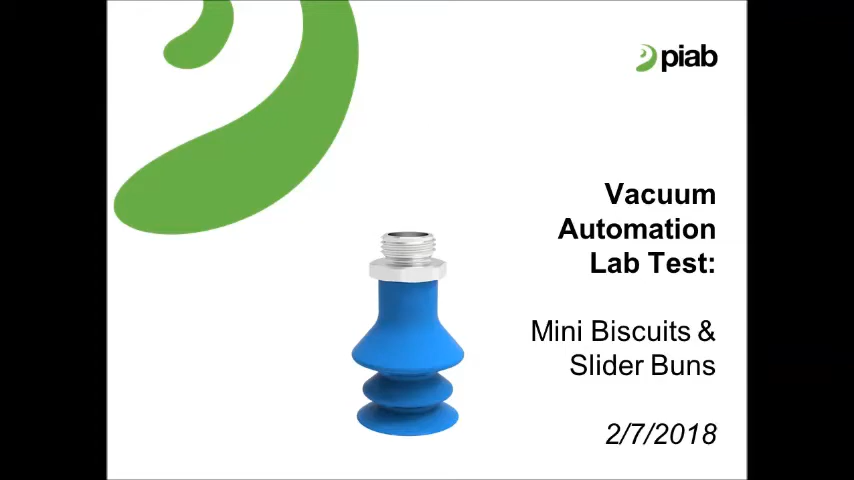 piab
Vacuum
Automation
Lab Test:
Mini Biscuits &
Slider Buns
2/7/2018